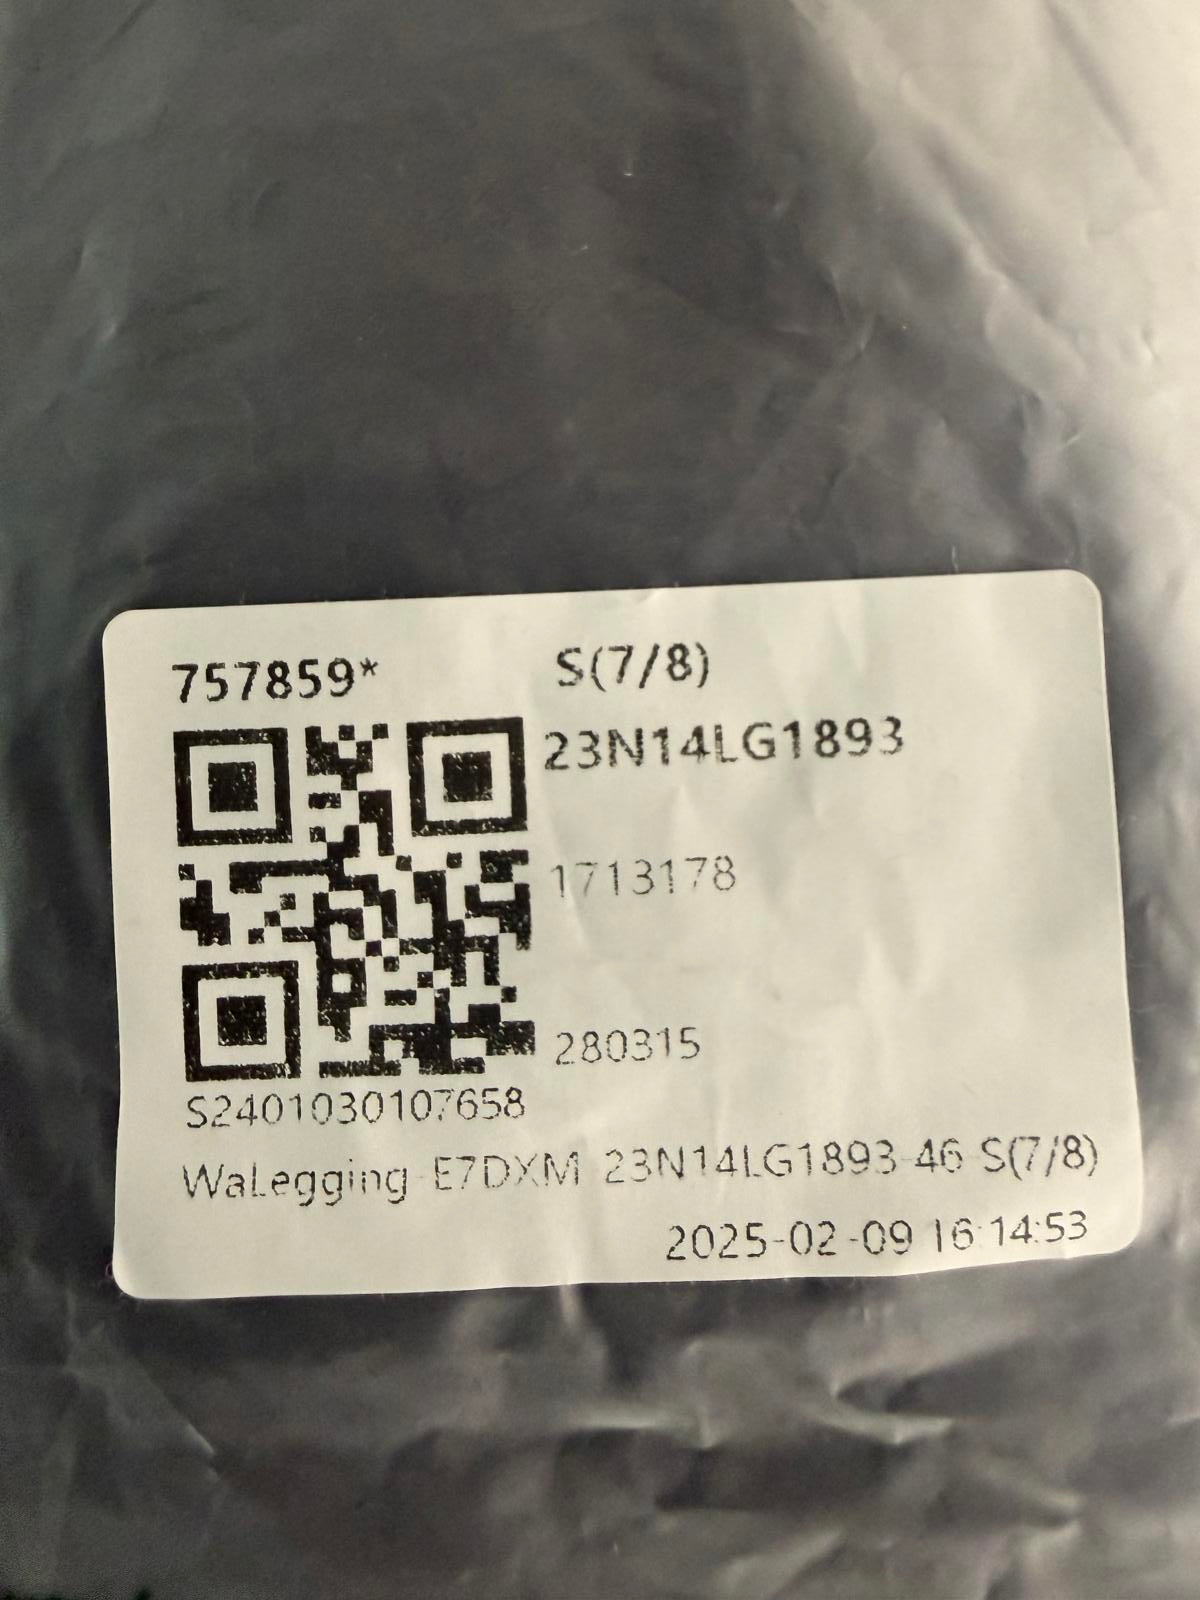 757859* S(7/8)
23N14LG1893
1713178
280315
S2401030107658
WaLegging-E7DXM-23N14LG1893-46-S(7/8)
2025-02-09 16:14:53